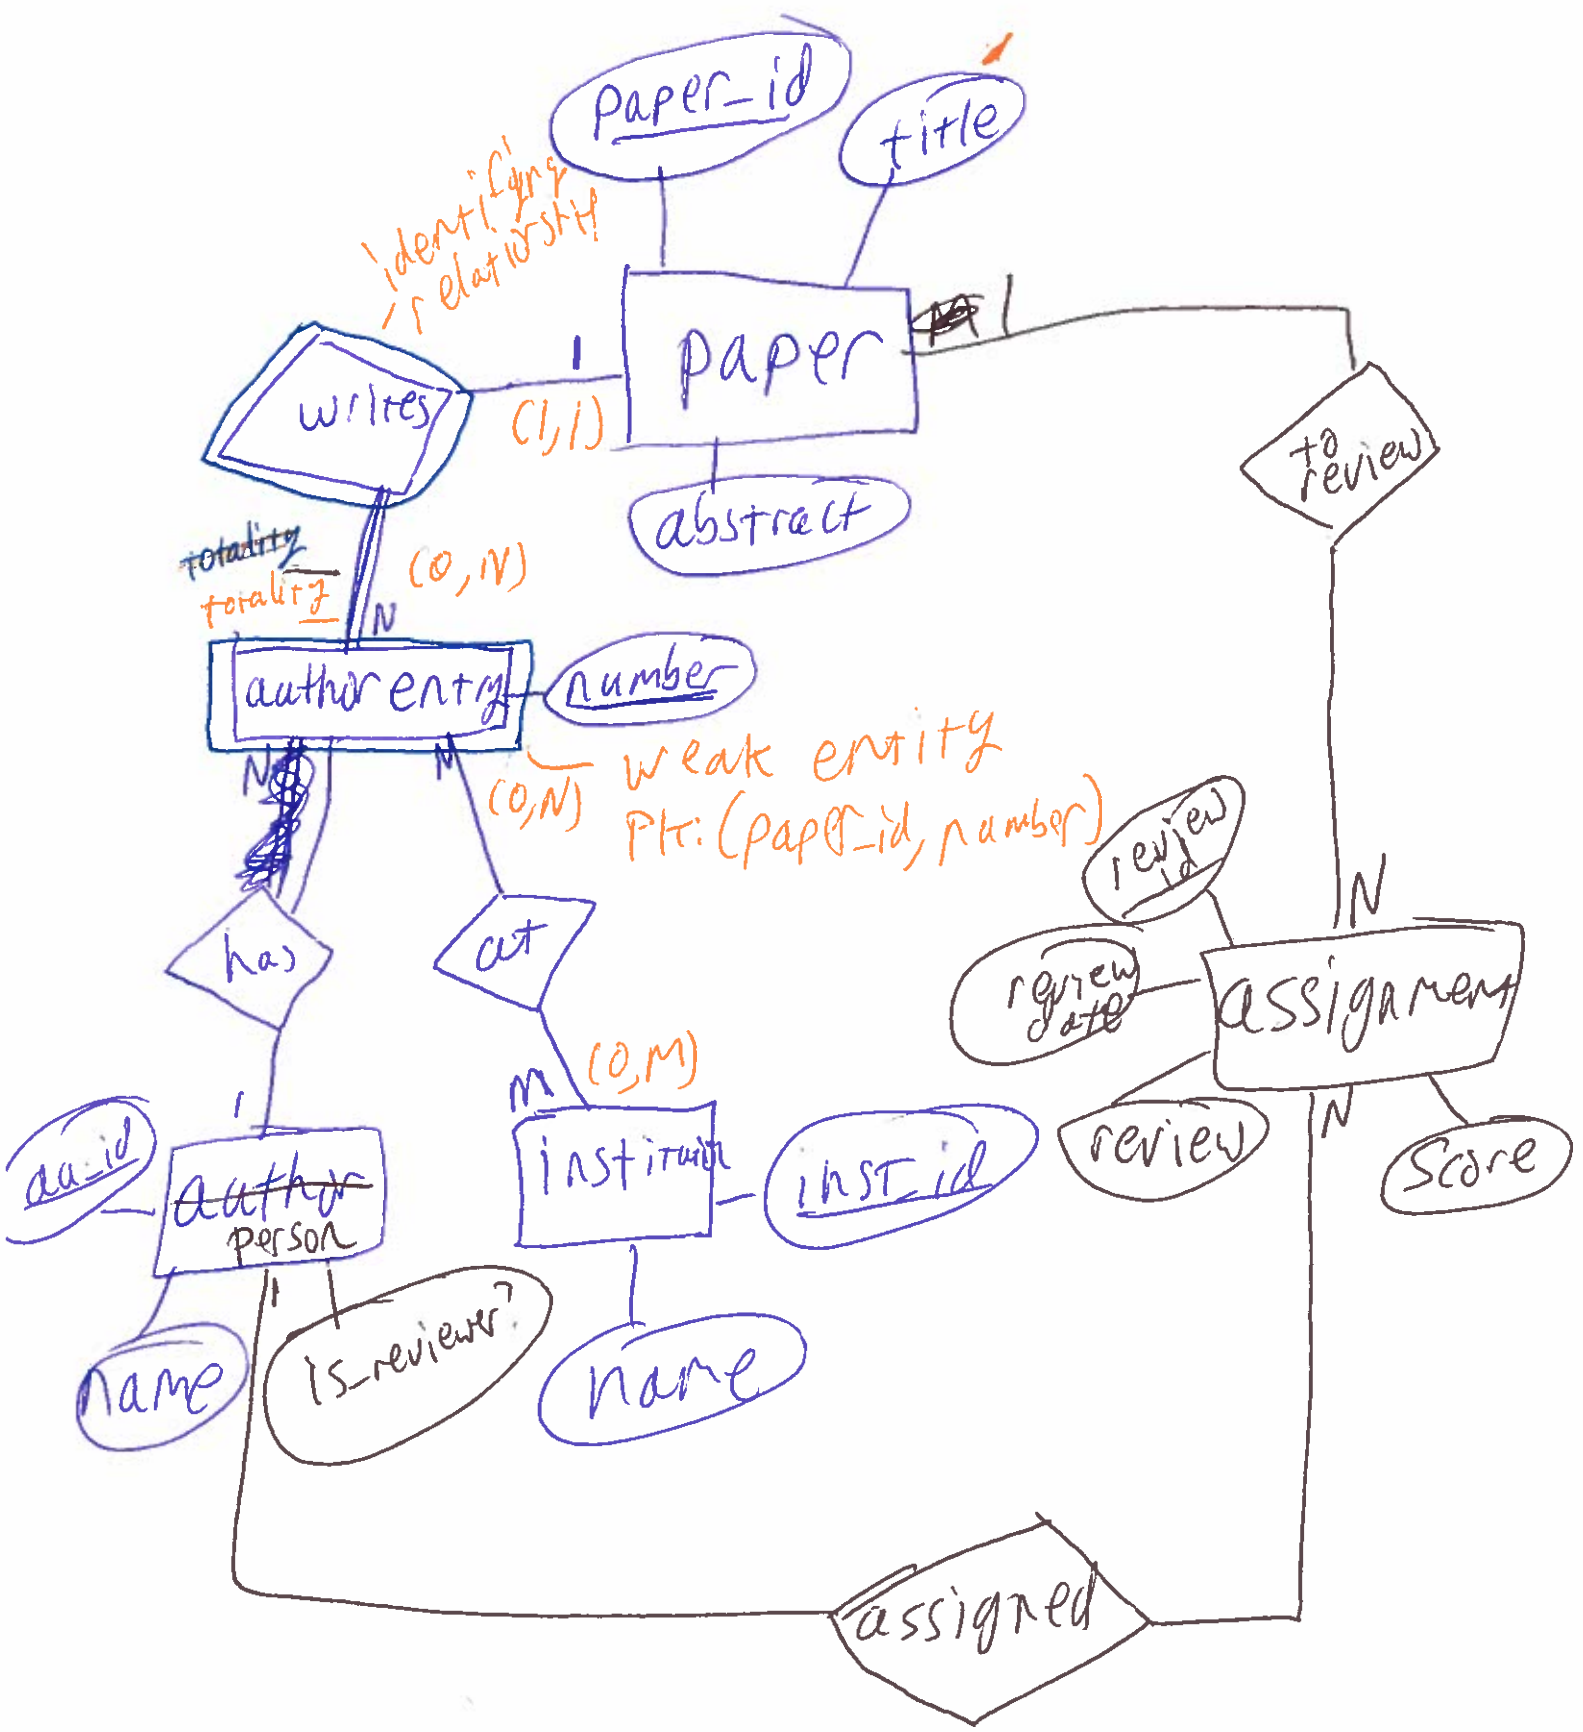 paper_id
title
identifying
relationship
paper
1
1
writes
(1,1)
to
review
abstract
totality
totality
(0,N)
N
author entry
number
N
N
(0,N)
weak entity
PK: (paper_id, number)
review
id
N
has
at
review
date
assignment
(0,M)
1
M
N
au_id
author
person
institution
inst_id
review
score
1
name
is_reviewer?
name
assigned